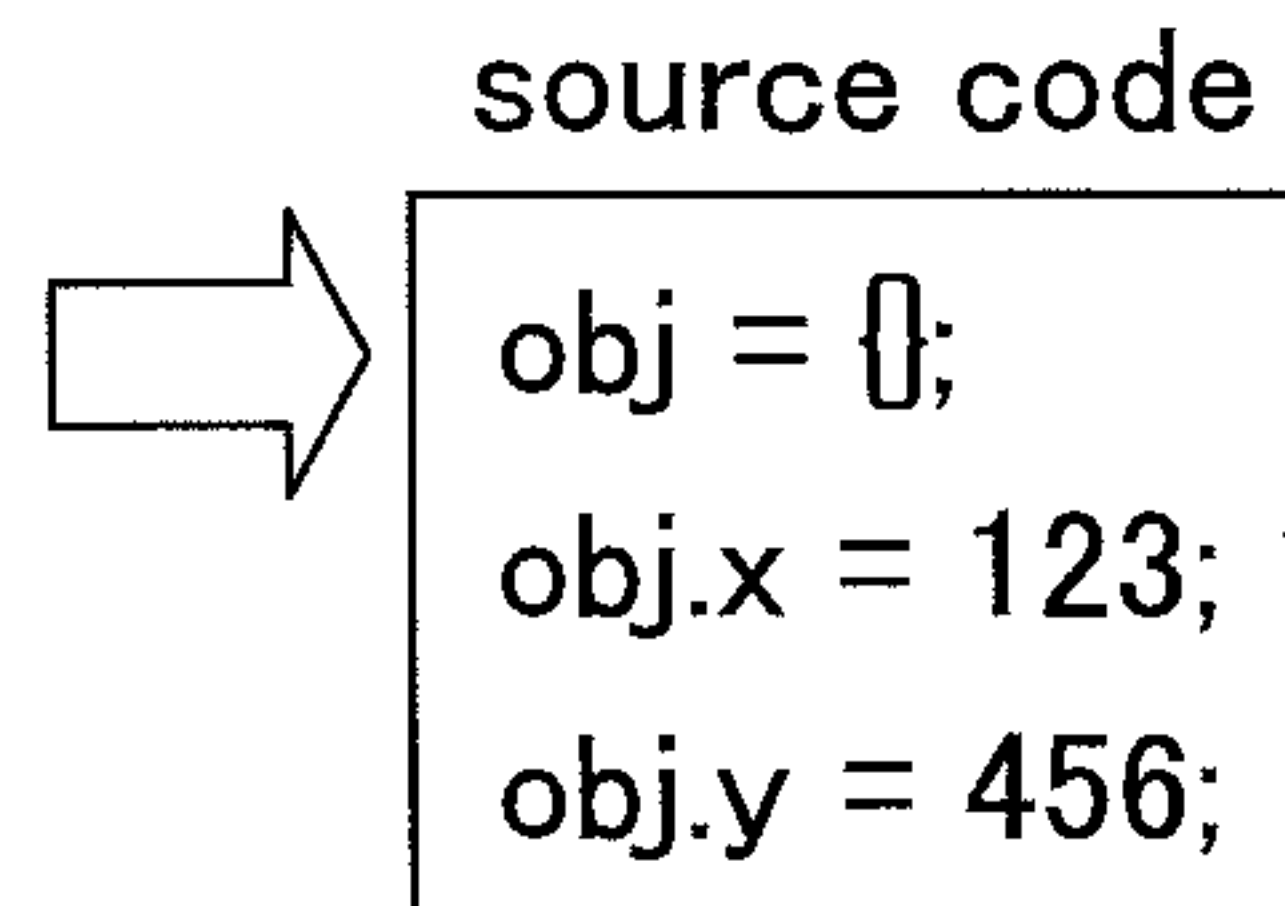 source code
obj = {};
obj.x = 123;
obj.y = 456;